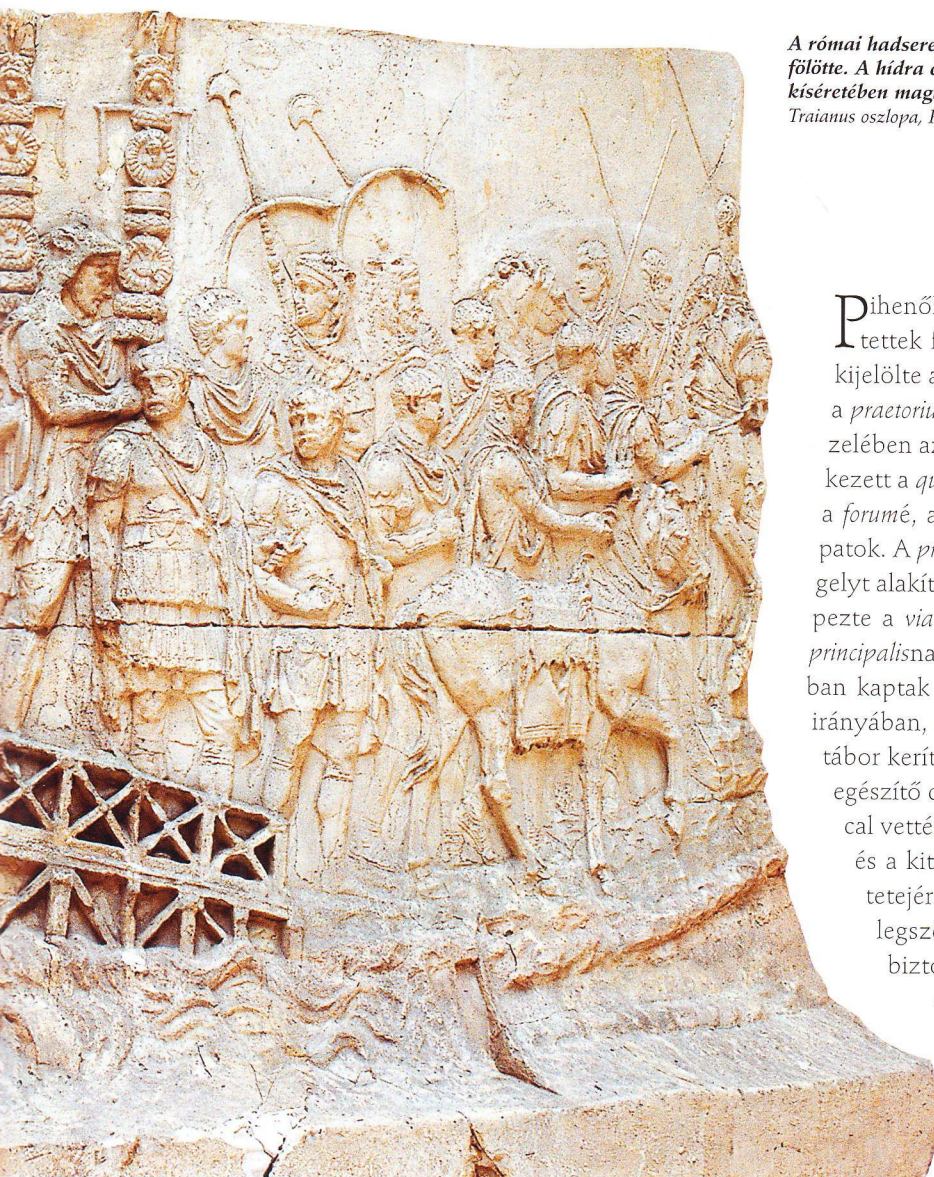 A római hadsere
fölötte. A hídra
kíséretében mag
Traianus oszlopa,
Pihenő
tettek
kijelölte a
a praetoriu
zelében az
kezett a qu
a forumé, a
patok. A pr
gelyt alakít
pezte a via
principalisna
ban kaptak
irányában,
tábor kerít
egészítő
cal vetté
és a kit
tetejér
legsz
bizto